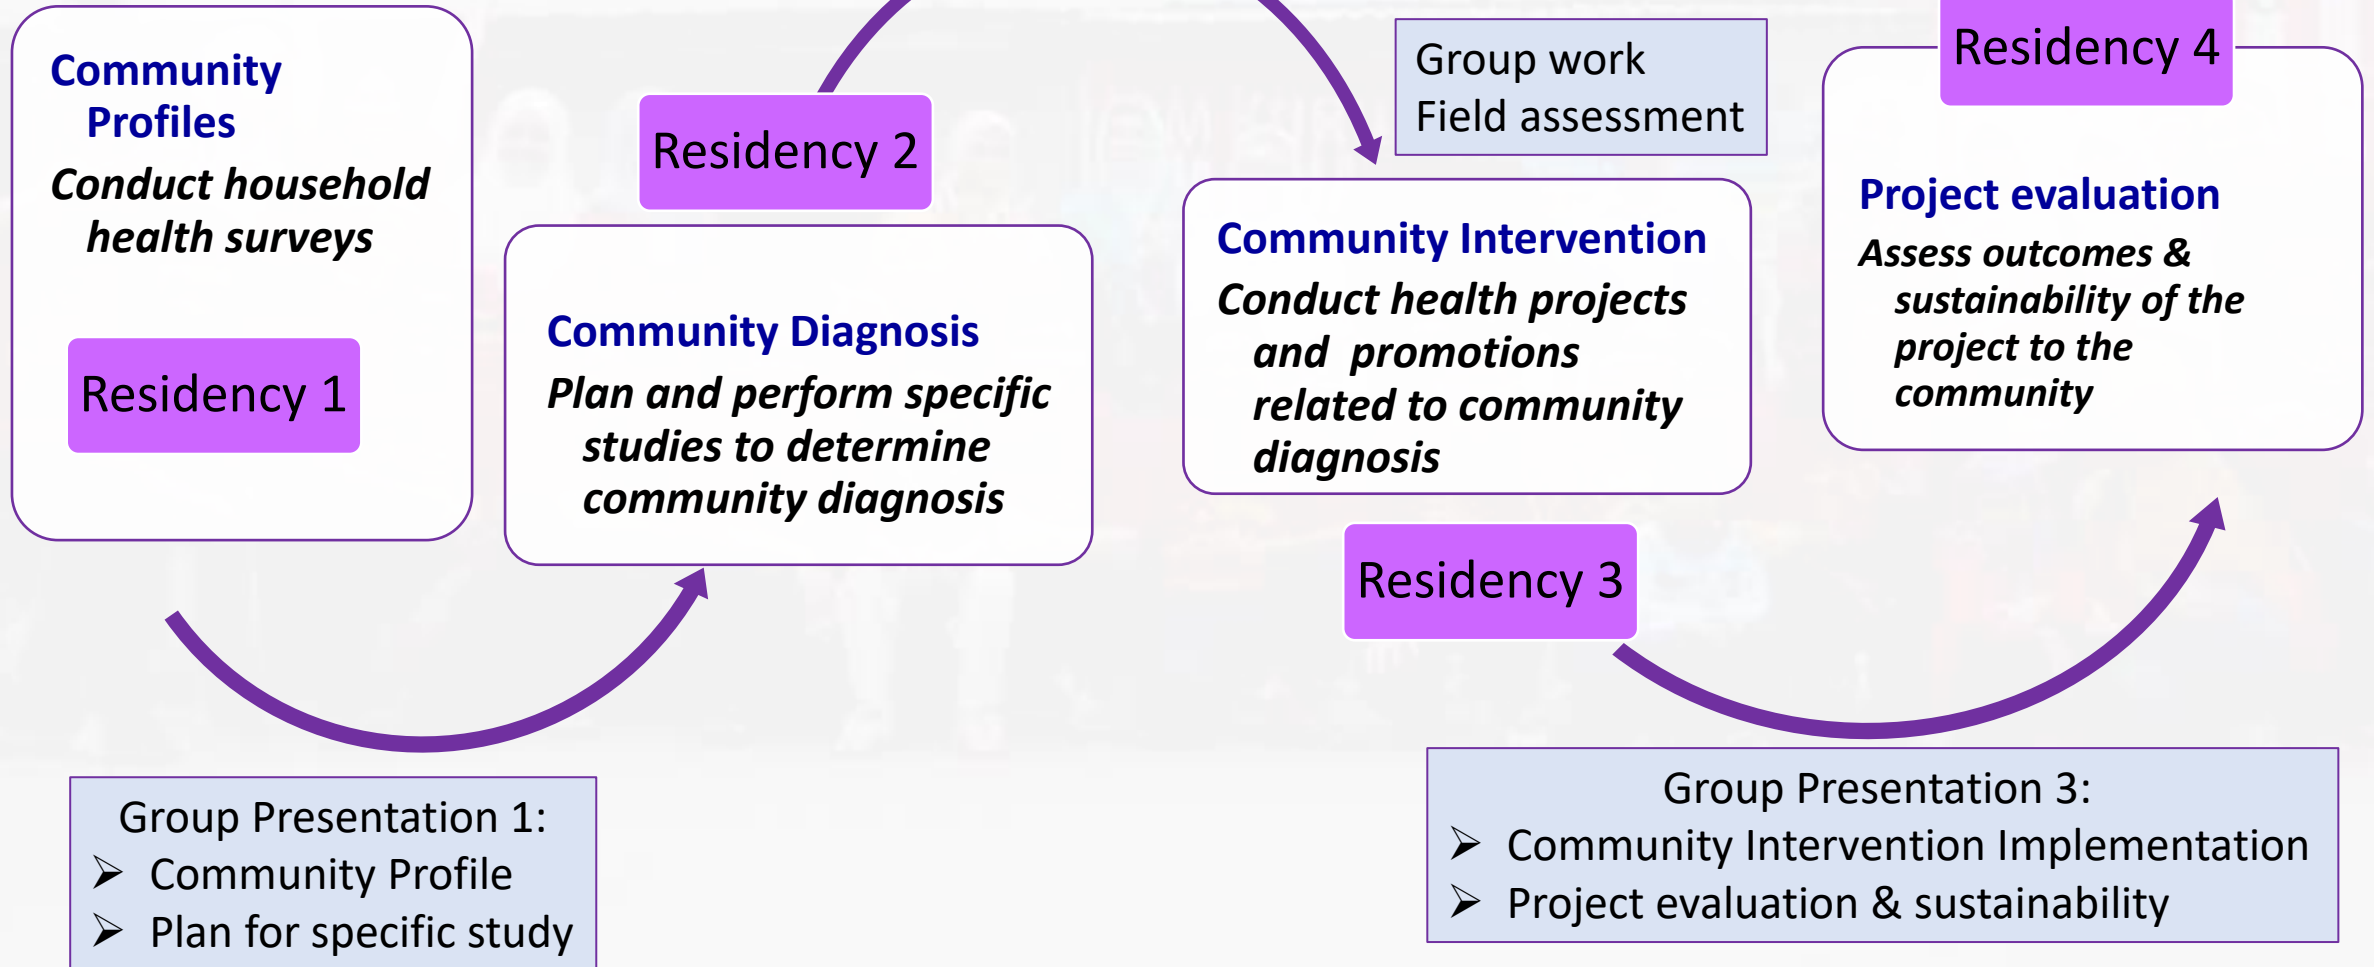 Community
Profiles
Conduct household
health surveys
Residency 1
Residency 2
Community Diagnosis
Plan and perform specific
studies to determine
community diagnosis
Group work
Field assessment
Community Intervention
Conduct health projects
and promotions
related to community
diagnosis
Residency 3
Residency 4
Project evaluation
Assess outcomes &
sustainability of the
project to the
community
Group Presentation 1:
➢ Community Profile
➢ Plan for specific study
Group Presentation 3:
➢ Community Intervention Implementation
➢ Project evaluation & sustainability